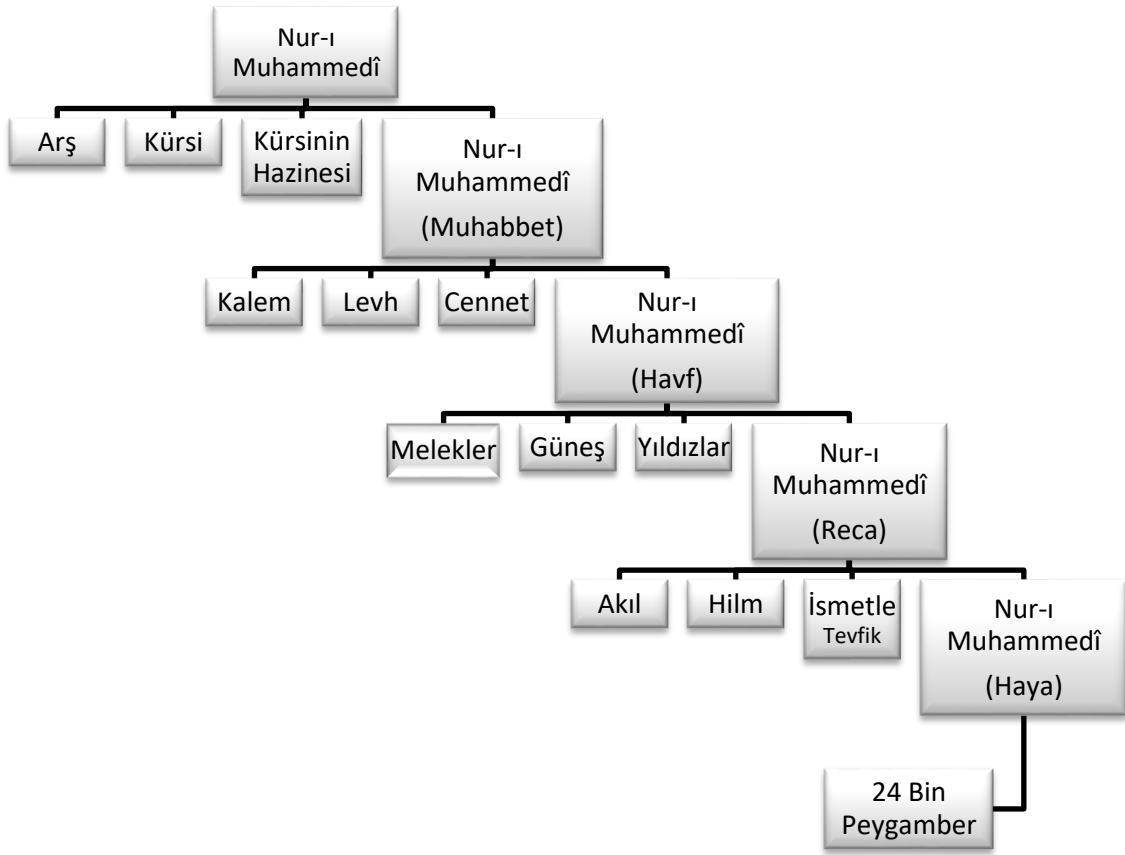 Nur-ı
Muhammedî
Arş
Kürsi
Kürsinin
Hazinesi
Nur-ı
Muhammedî
(Muhabbet)
Kalem
Levh
Cennet
Nur-ı
Muhammedî
(Havf)
Melekler
Güneş
Yıldızlar
Nur-ı
Muhammedî
(Reca)
Akıl
Hilm
İsmetle
Tevfik
Nur-ı
Muhammedî
(Haya)
24 Bin
Peygamber